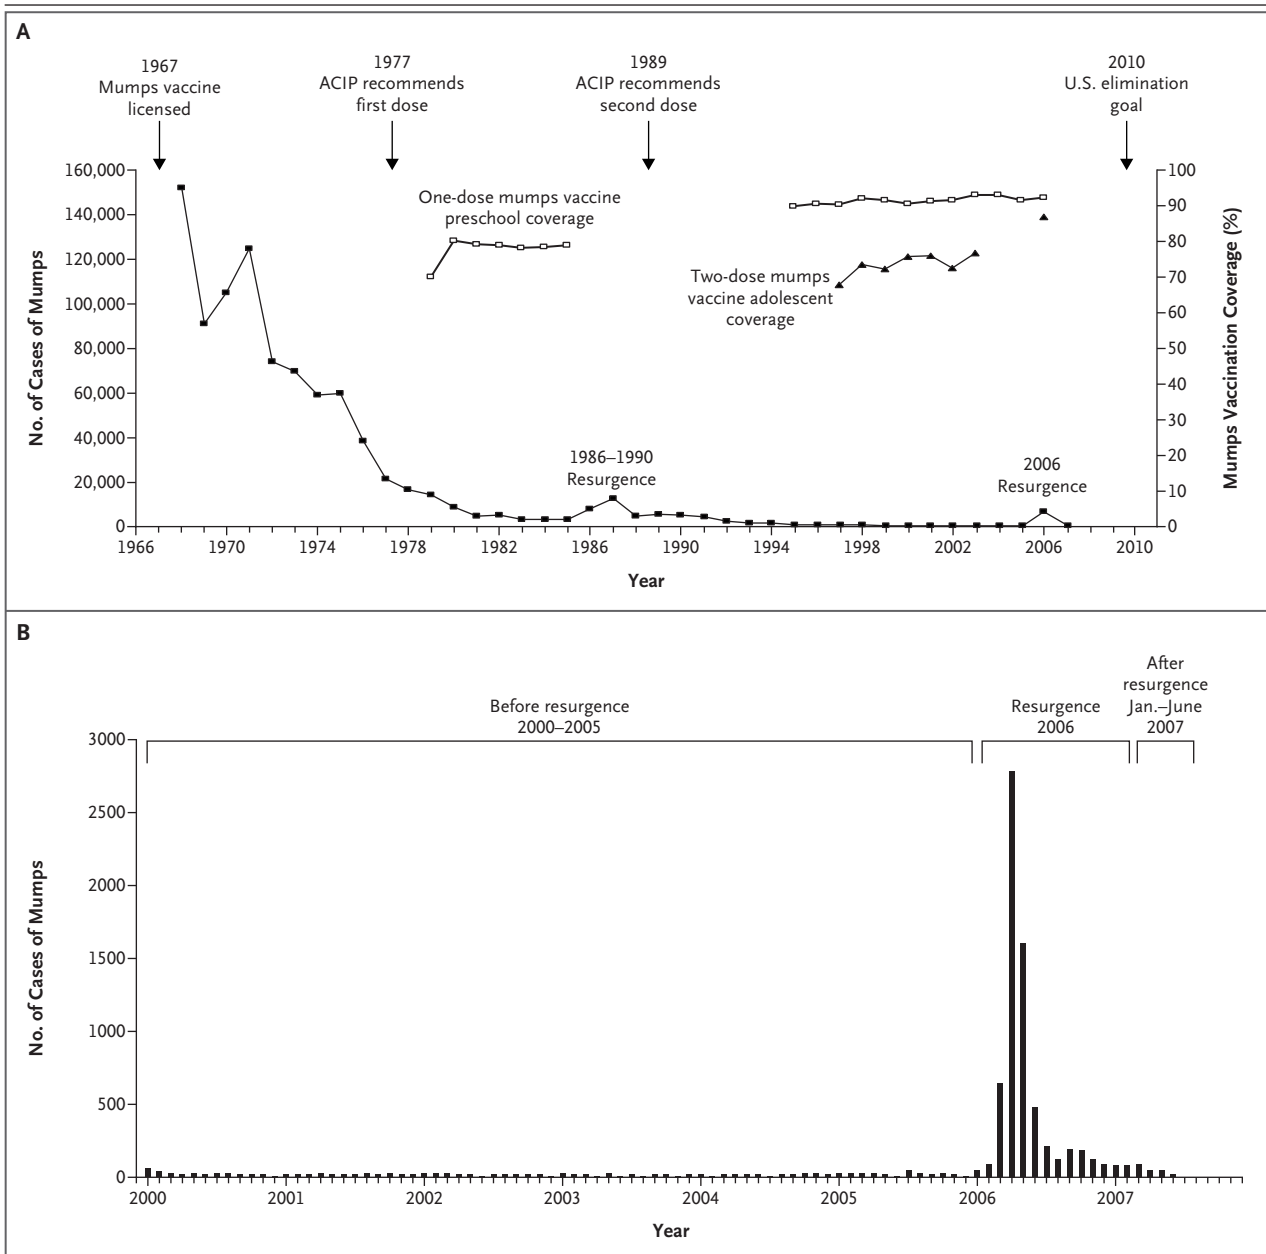 A
1967
Mumps vaccine
licensed
1977
ACIP recommends
first dose
1989
ACIP recommends
second dose
2010
U.S. elimination
goal
No. of Cases of Mumps
160,000
140,000
120,000
100,000
80,000
60,000
40,000
20,000
0
One-dose mumps vaccine
preschool coverage
Two-dose mumps
vaccine adolescent
coverage
1986–1990
Resurgence
2006
Resurgence
100
90
80
70
60
50
40
30
20
10
0
Mumps Vaccination Coverage (%)
1966 1970 1974 1978 1982 1986 1990 1994 1998 2002 2006 2010
Year
B
Before resurgence
2000–2005
Resurgence
2006
After
resurgence
Jan.–June
2007
No. of Cases of Mumps
3000
2500
2000
1500
1000
500
0
2000 2001 2002 2003 2004 2005 2006 2007
Year